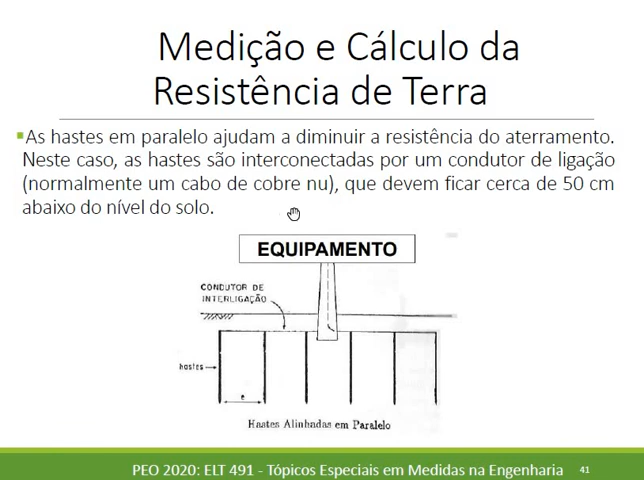 Medição e Cálculo da
Resistência de Terra
As hastes em paralelo ajudam a diminuir a resistência do aterramento.
Neste caso, as hastes são interconectadas por um condutor de ligação
(normalmente um cabo de cobre nu), que devem ficar cerca de 50 cm
abaixo do nível do solo.
EQUIPAMENTO
CONDUTOR DE
INTERLIGAÇÃO
hastes
e
Hastes Alinhadas em Paralelo
PEO 2020: ELT 491 - Tópicos Especiais em Medidas na Engenharia
41